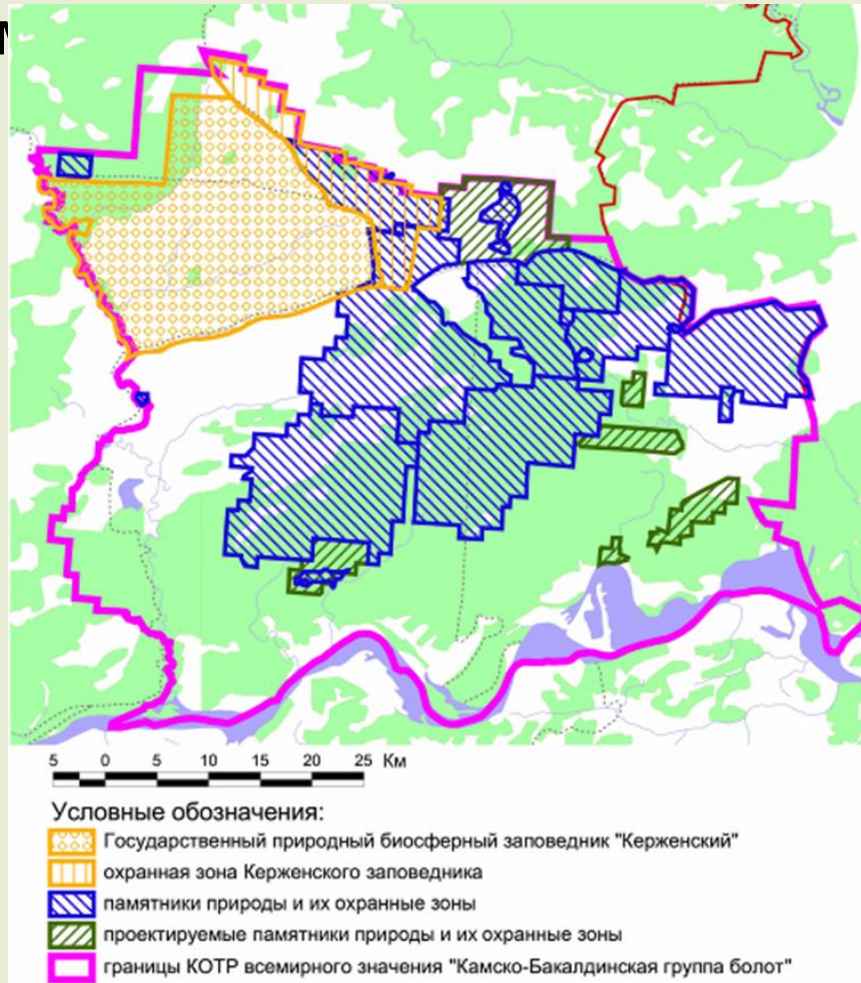 5 0 5 10 15 20 25 Км
Условные обозначения:
Государственный природный биосферный заповедник "Керженский"
охранная зона Керженского заповедника
памятники природы и их охранные зоны
проектируемые памятники природы и их охранные зоны
границы КОТР всемирного значения "Камско-Бакалдинская группа болот"